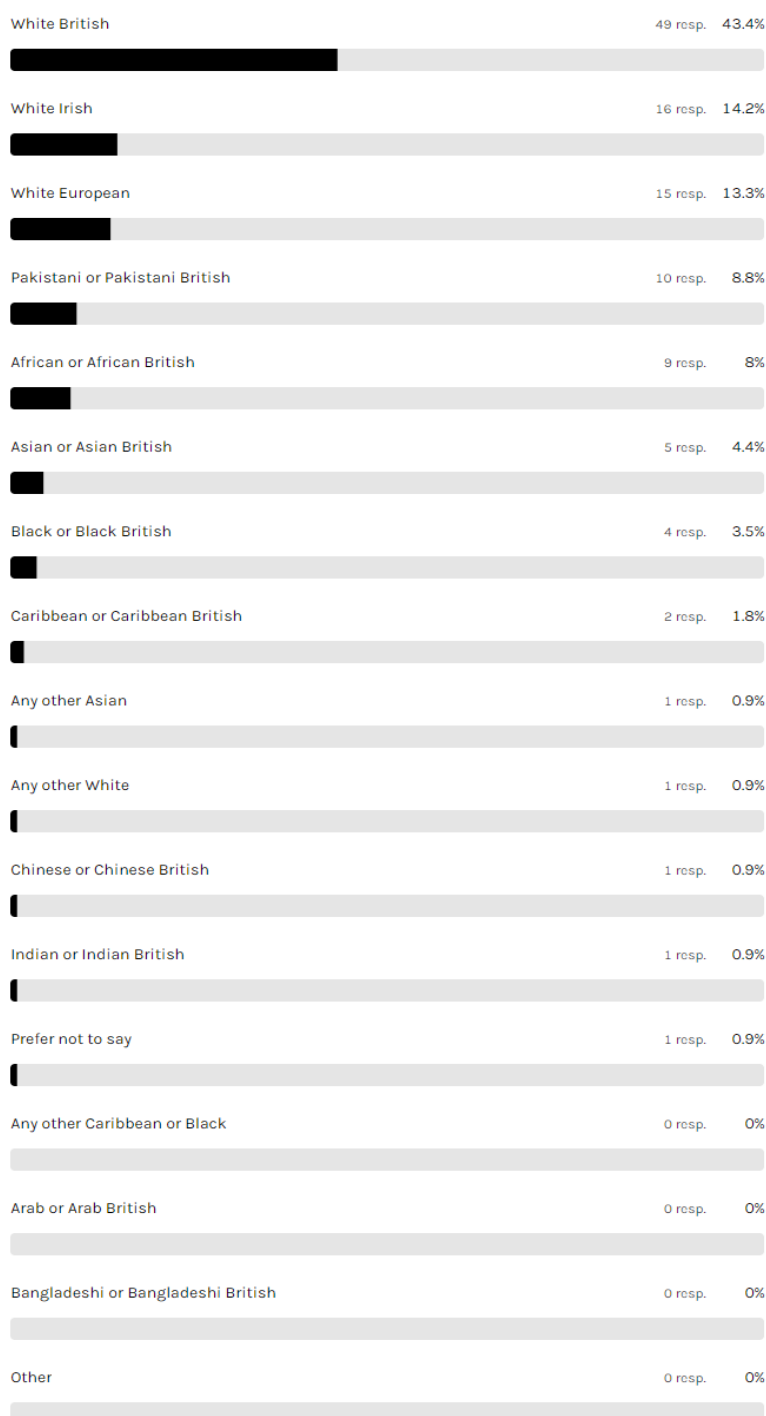 White British 49 resp. 43.4%
White Irish 16 resp. 14.2%
White European 15 resp. 13.3%
Pakistani or Pakistani British 10 resp. 8.8%
African or African British 9 resp. 8%
Asian or Asian British 5 resp. 4.4%
Black or Black British 4 resp. 3.5%
Caribbean or Caribbean British 2 resp. 1.8%
Any other Asian 1 resp. 0.9%
Any other White 1 resp. 0.9%
Chinese or Chinese British 1 resp. 0.9%
Indian or Indian British 1 resp. 0.9%
Prefer not to say 1 resp. 0.9%
Any other Caribbean or Black 0 resp. 0%
Arab or Arab British 0 resp. 0%
Bangladeshi or Bangladeshi British 0 resp. 0%
Other 0 resp. 0%